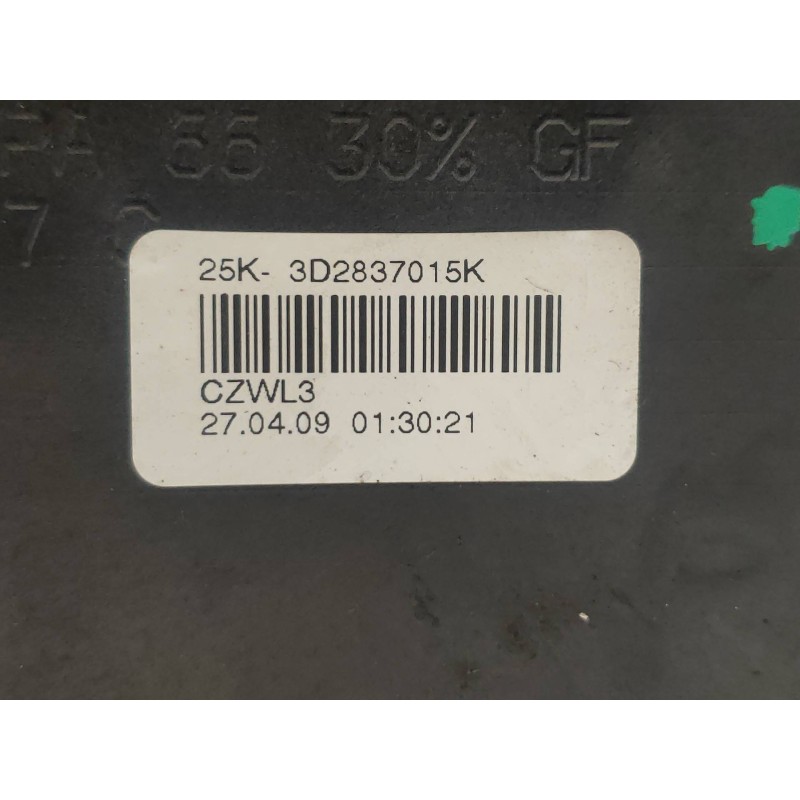 PA 66 30% GF
25K- 3D2837015K
CZWL3
27.04.09 01:30:21